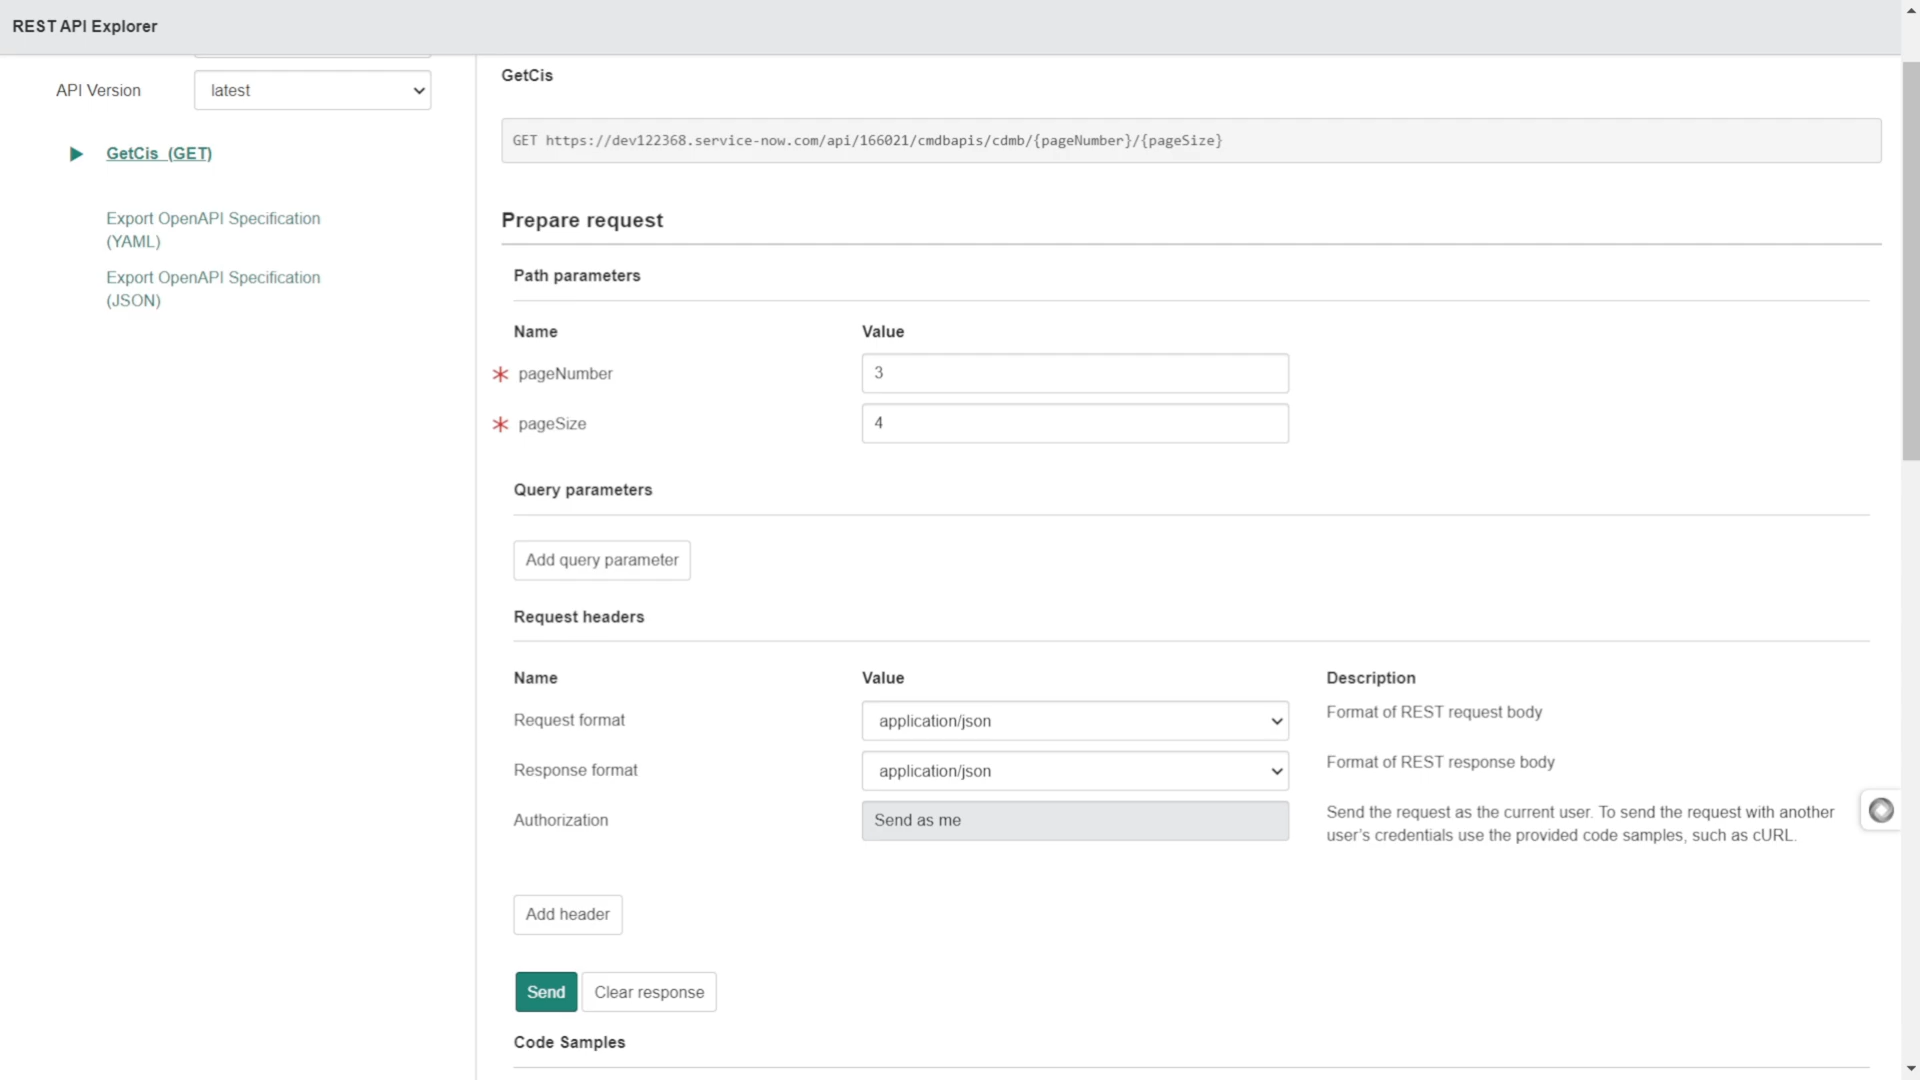 REST API Explorer
API Version
latest
GetCis (GET)
Export OpenAPI Specification
(YAML)
Export OpenAPI Specification
(JSON)
GetCis
GET https://dev122368.service-now.com/api/166021/cmdbapis/cdmb/{pageNumber}/{pageSize}
Prepare request
Path parameters
Name Value
* pageNumber 3
* pageSize 4
Query parameters
Add query parameter
Request headers
Name Value Description
Request format application/json Format of REST request body
Response format application/json Format of REST response body
Authorization Send as me Send the request as the current user. To send the request with another
user's credentials use the provided code samples, such as cURL.
Add header
Send Clear response
Code Samples